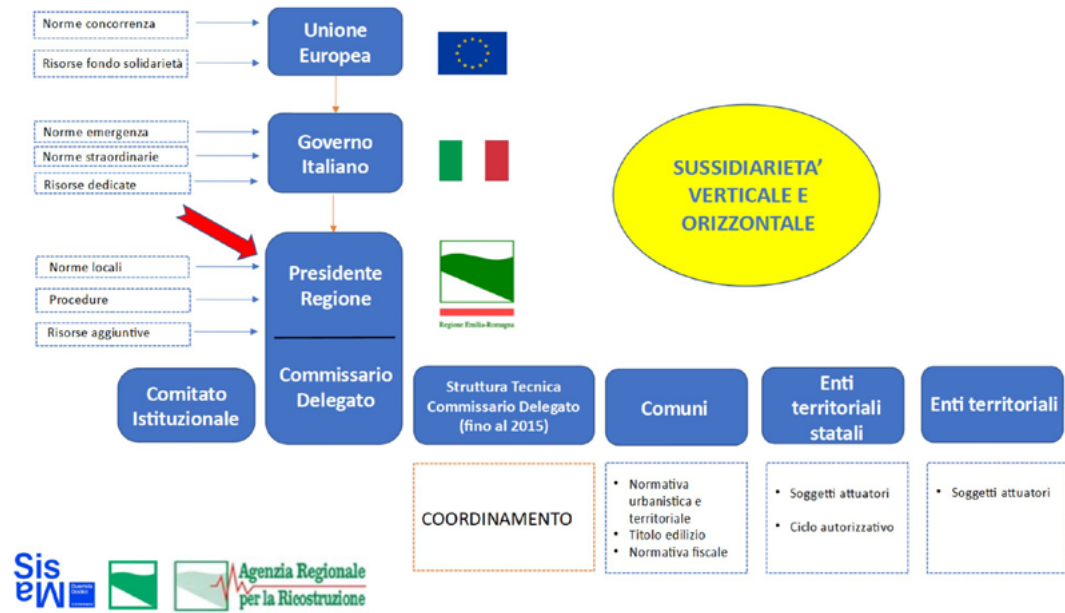 Norme concorrenza
Risorse fondo solidarietà
Unione
Europea
Norme emergenza
Norme straordinarie
Risorse dedicate
Governo
Italiano
SUSSIDIARIETA’
VERTICALE E
ORIZZONTALE
Norme locali
Procedure
Risorse aggiuntive
Presidente
Regione
Regione Emilia-Romagna
Comitato
Istituzionale
Commissario
Delegato
Struttura Tecnica
Commissario Delegato
(fino al 2015)
Comuni
Enti
territoriali
statali
Enti territoriali
COORDINAMENTO
• Normativa
urbanistica e
territoriale
• Titolo edilizio
• Normativa fiscale
• Soggetti attuatori
• Ciclo autorizzativo
• Soggetti attuatori
Sis
Ma
Agenzia Regionale
per la Ricostruzione